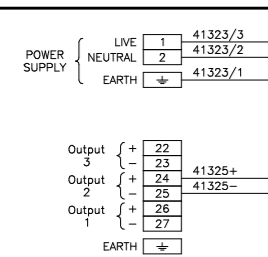 LIVE 1 41323/3
POWER SUPPLY NEUTRAL 2 41323/2
EARTH 41323/1
Output 3 + 22
− 23
Output 2 + 24 41325+
− 25 41325−
Output 1 + 26
− 27
EARTH